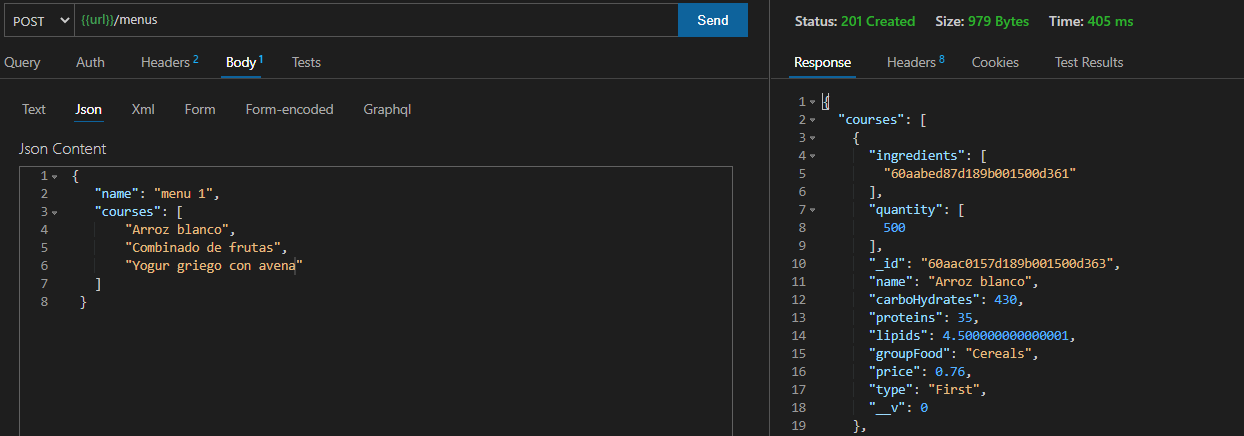 POST {{url}}/menus Send
Query Auth Headers 2 Body 1 Tests
Text Json Xml Form Form-encoded Graphql
Json Content
1 {
2 "name": "menu 1",
3 "courses": [
4 "Arroz blanco",
5 "Combinado de frutas",
6 "Yogur griego con avena"
7 ]
8 }
Status: 201 Created Size: 979 Bytes Time: 405 ms
Response Headers 8 Cookies Test Results
1 {
2 "courses": [
3 {
4 "ingredients": [
5 "60aabed87d189b001500d361"
6 ],
7 "quantity": [
8 500
9 ],
10 "_id": "60aac0157d189b001500d363",
11 "name": "Arroz blanco",
12 "carboHydrates": 430,
13 "proteins": 35,
14 "lipids": 4.500000000000001,
15 "groupFood": "Cereals",
16 "price": 0.76,
17 "type": "First",
18 "__v": 0
19 },